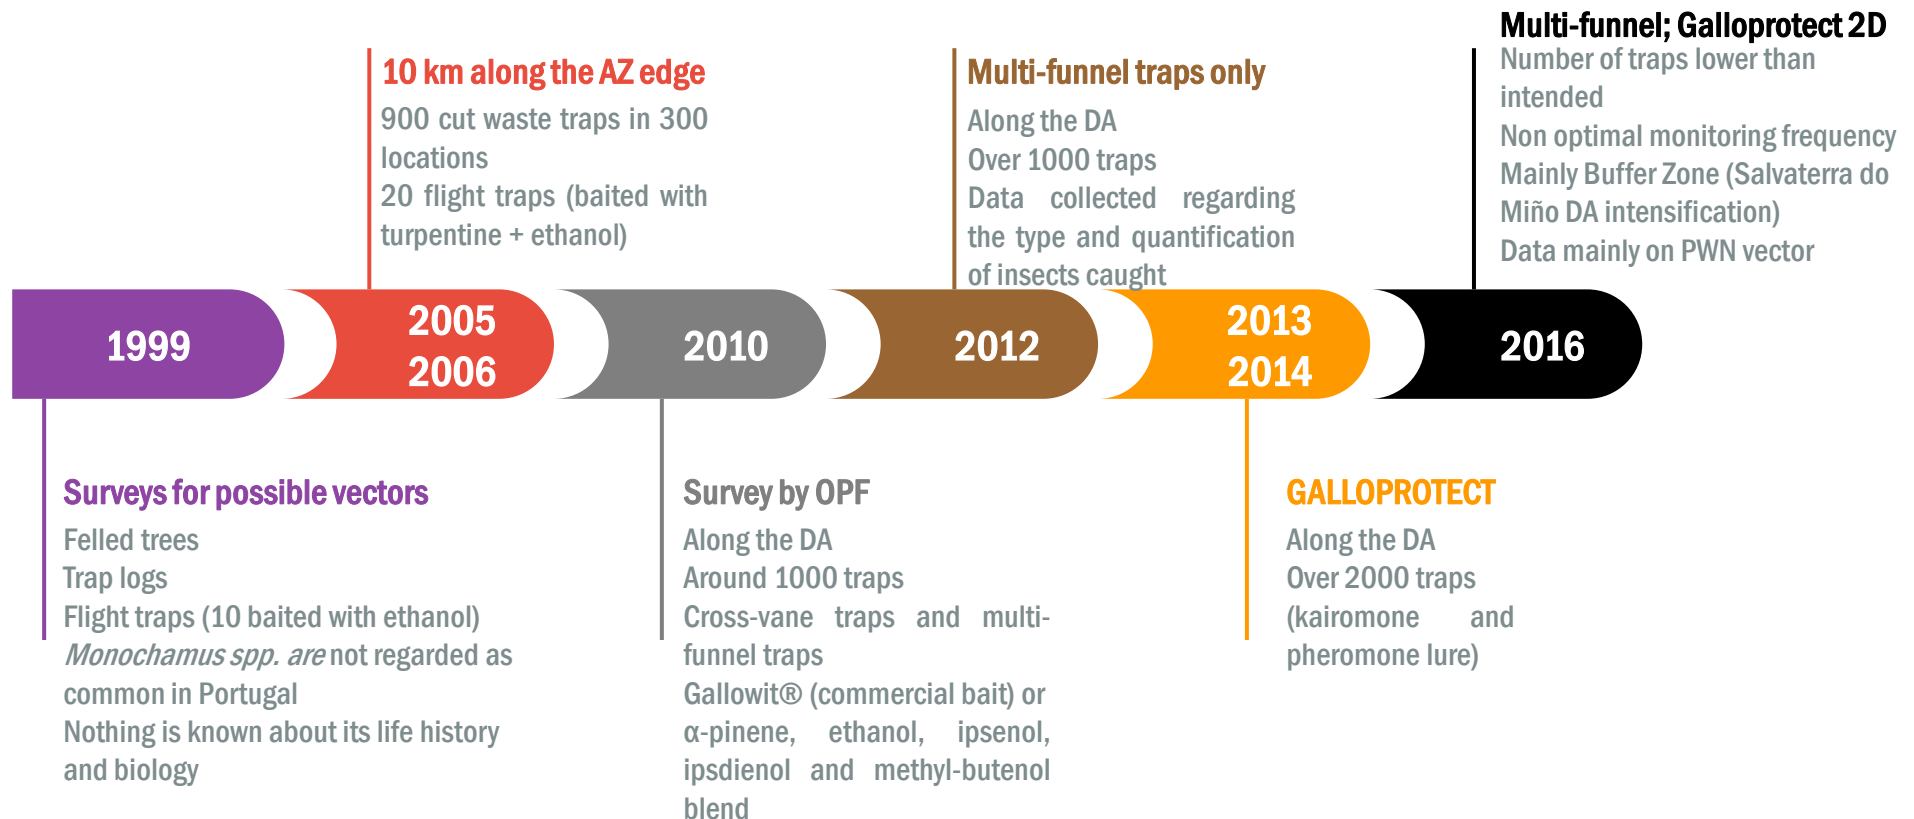 1999
Surveys for possible vectors
Felled trees
Trap logs
Flight traps (10 baited with ethanol)
Monochamus spp. are not regarded as
common in Portugal
Nothing is known about its life history
and biology
10 km along the AZ edge
900 cut waste traps in 300
locations
20 flight traps (baited with
turpentine + ethanol)
2005
2006
2010
Survey by OPF
Along the DA
Around 1000 traps
Cross-vane traps and multi-
funnel traps
Gallowit® (commercial bait) or
α-pinene, ethanol, ipsenol,
ipsdienol and methyl-butenol
blend
Multi-funnel traps only
Along the DA
Over 1000 traps
Data collected regarding
the type and quantification
of insects caught
2012
2013
2014
GALLOPROTECT
Along the DA
Over 2000 traps
(kairomone and
pheromone lure)
Multi-funnel; Galloprotect 2D
Number of traps lower than
intended
Non optimal monitoring frequency
Mainly Buffer Zone (Salvaterra do
Miño DA intensification)
Data mainly on PWN vector
2016